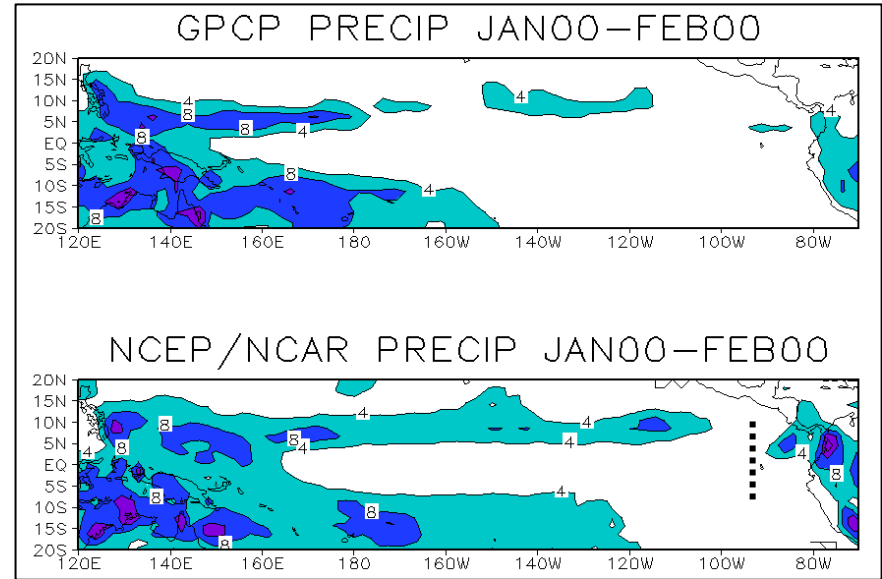 GPCP PRECIP JAN00-FEB00
20N
15N
10N
5N
EQ
5S
10S
15S
20S
4
8
8
8
4
4
4
8
8
4
8
4
120E 140E 160E 180 160W 140W 120W 100W 80W
NCEP/NCAR PRECIP JAN00-FEB00
20N
15N
10N
5N
EQ
5S
10S
15S
20S
8
4
4
4
8
8
4
4
4
8
4
8
8
8
120E 140E 160E 180 160W 140W 120W 100W 80W